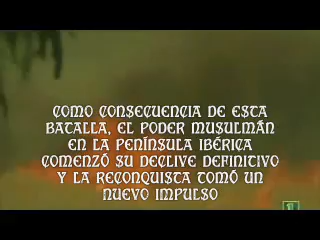 COMO CONSECUENCIA DE ESTA
BATALLA, EL PODER MUSULMÁN
EN LA PENÍNSULA IBÉRICA
COMENZÓ SU DECLIVE DEFINITIVO
Y LA RECONQUISTA TOMÓ UN
NUEVO IMPULSO